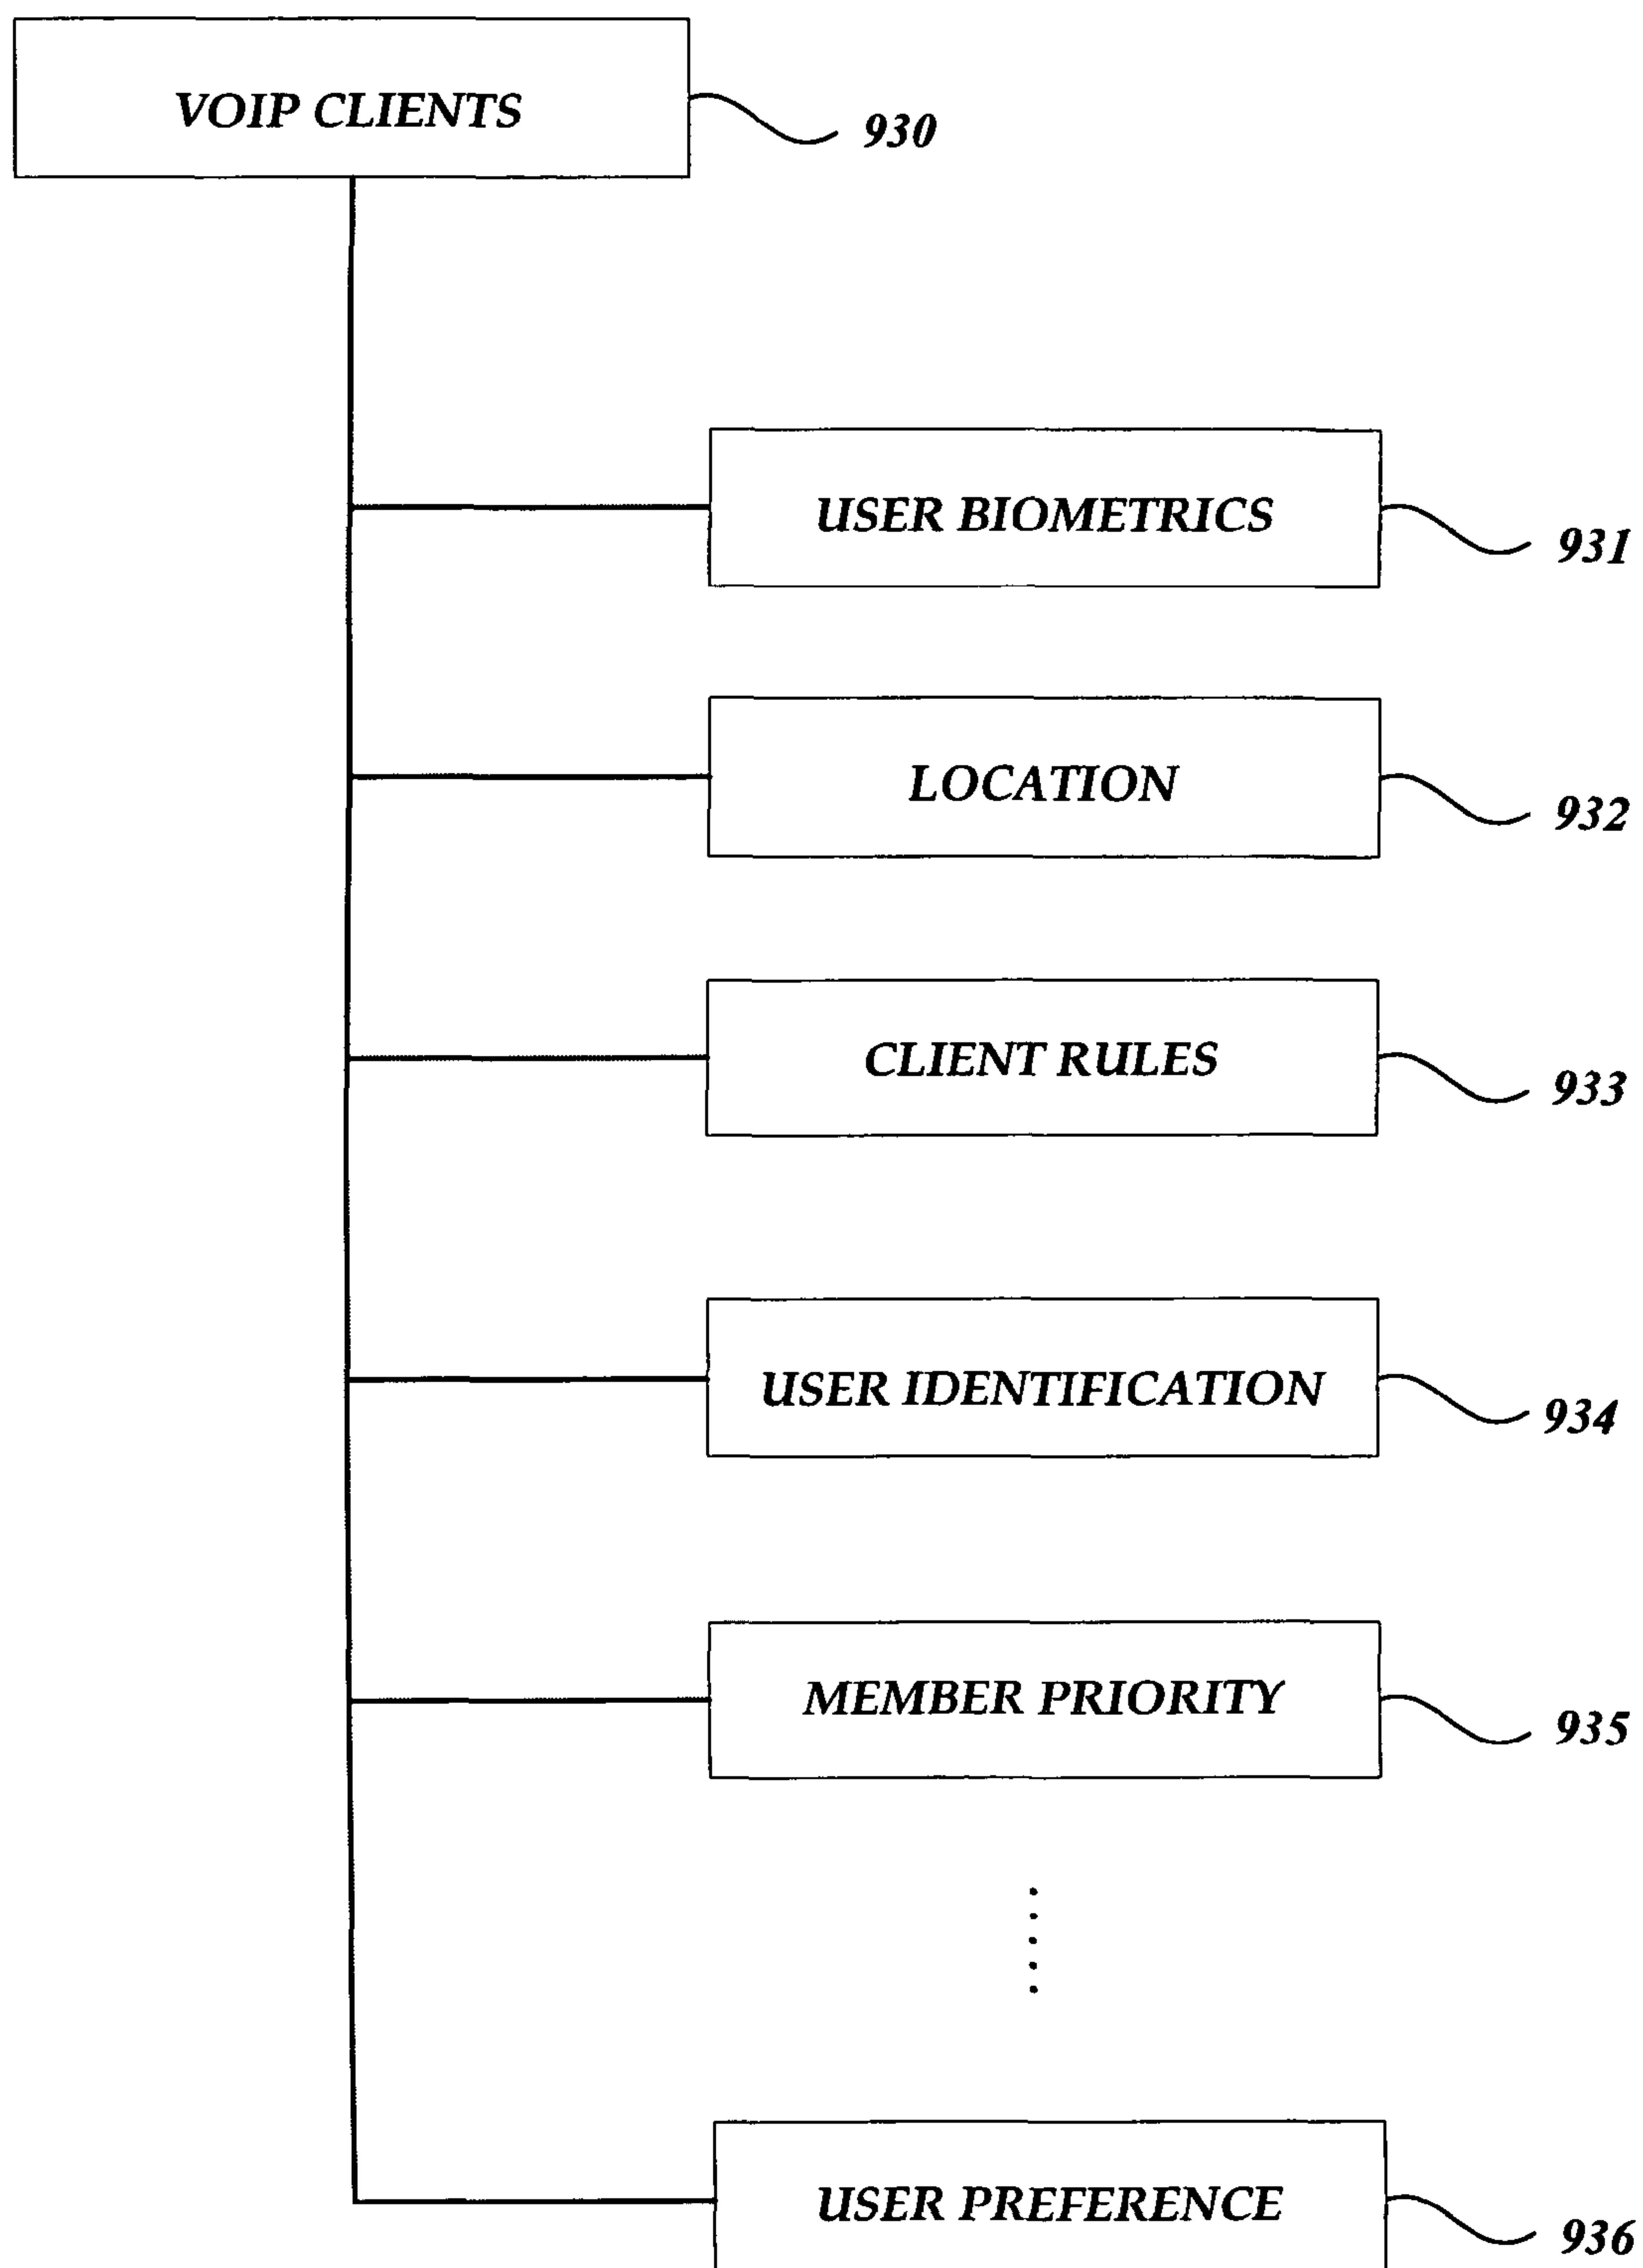 VOIP CLIENTS
930
USER BIOMETRICS
931
LOCATION
932
CLIENT RULES
933
USER IDENTIFICATION
934
MEMBER PRIORITY
935
USER PREFERENCE
936